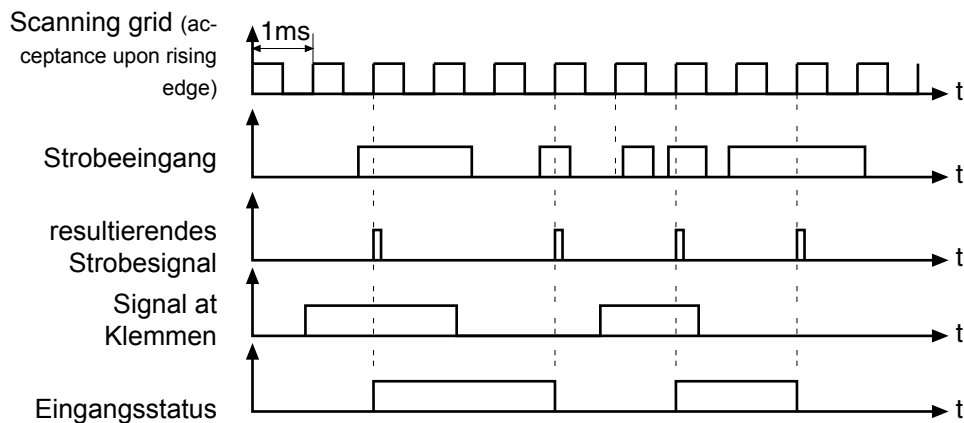 Scanning grid (ac-
ceptance upon rising
edge)
1ms
t
Strobeeingang
t
resultierendes
Strobesignal
t
Signal at
Klemmen
t
Eingangsstatus
t